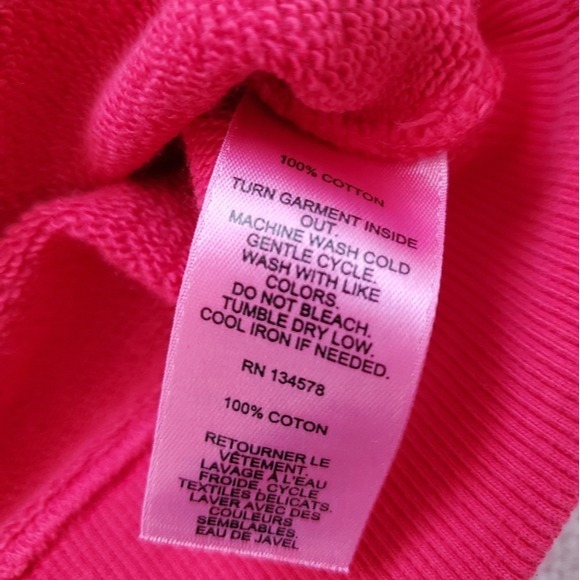 100% COTTON
TURN GARMENT INSIDE
OUT.
MACHINE WASH COLD
GENTLE CYCLE.
WASH WITH LIKE
COLORS.
DO NOT BLEACH.
TUMBLE DRY LOW.
COOL IRON IF NEEDED.
RN 134578
100% COTON
RETOURNER LE
VÊTEMENT.
LAVAGE À L'EAU
FROIDE, CYCLE
TEXTILES DÉLICATS.
LAVER AVEC DES
COULEURS
SEMBLABLES.
EAU DE JAVEL